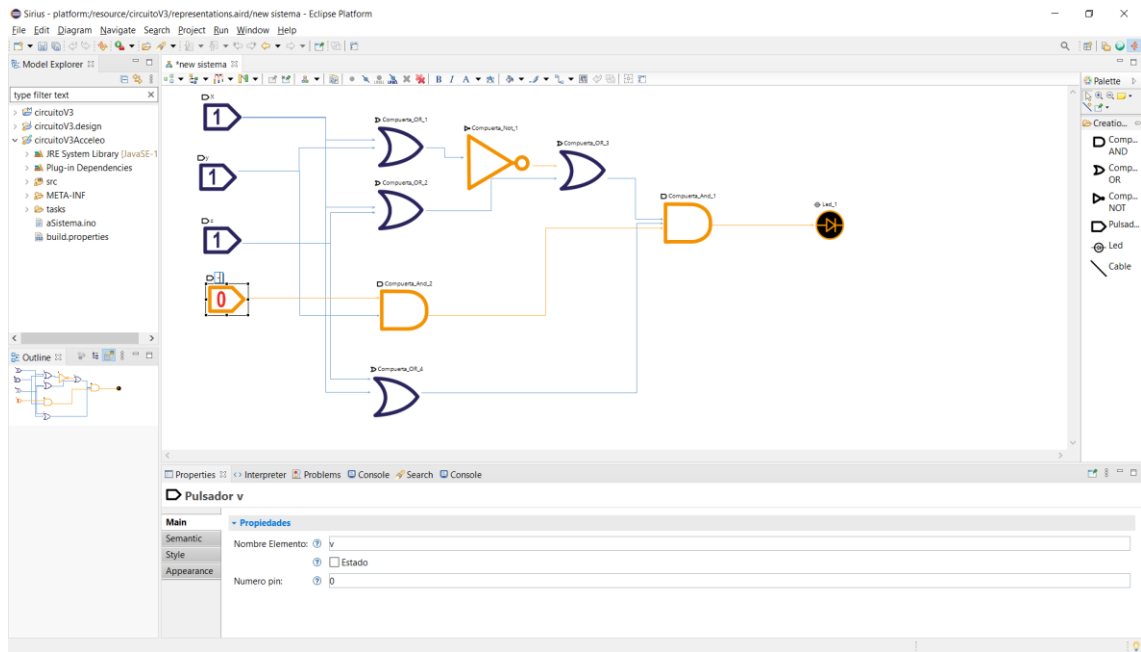 Sirius - platform:/resource/circuitoV3/representations.aird/new sistema - Eclipse Platform
File Edit Diagram Navigate Search Project Run Window Help
Model Explorer
*new sistema
type filter text
circuitoV3
circuitoV3.design
circuitoV3Acceleo
JRE System Library [JavaSE-1
Plug-in Dependencies
src
META-INF
tasks
aSistema.ino
build.properties
Outline
1
y
1
1
0
Compuerta_OR_1
Compuerta_OR_2
Compuerta_Not_1
Compuerta_OR_3
Compuerta_And_1
Led_1
Compuerta_And_2
Compuerta_OR_4
Palette
Creatio...
Comp... AND
Comp... OR
Comp... NOT
Pulsad...
Led
Cable
Properties Interpreter Problems Console Search Console
Pulsador v
Main
Semantic
Style
Appearance
Propiedades
Nombre Elemento: v
Estado
Numero pin: 0